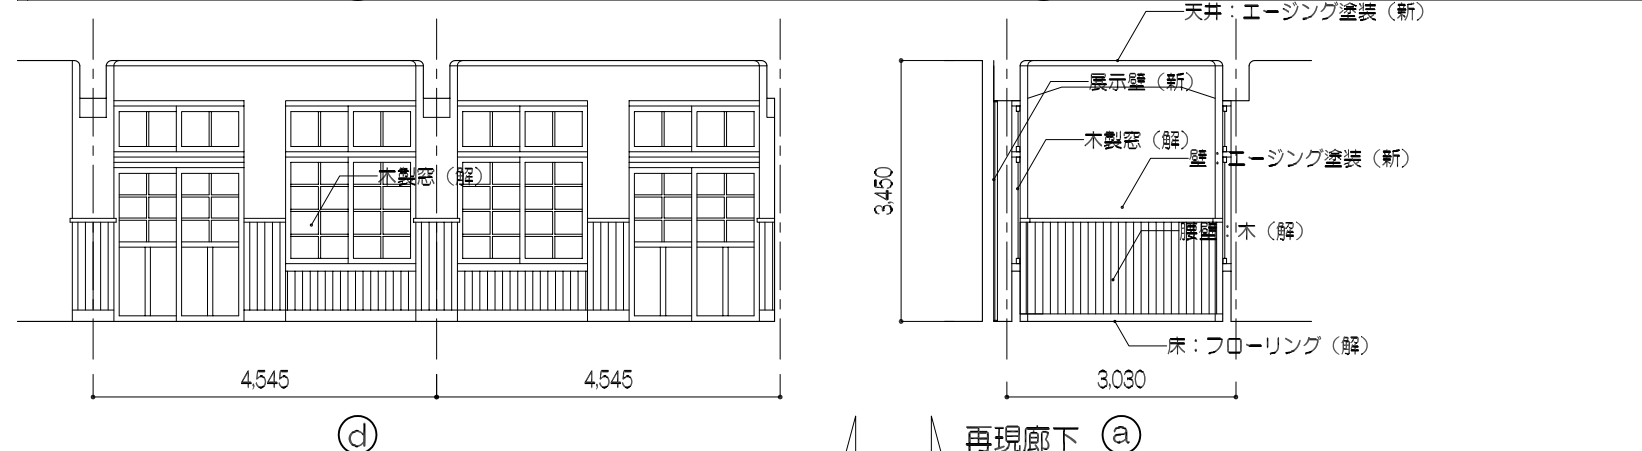 天井：エージング塗装（新）
展示壁（新）
木製窓（解）
壁：エージング塗装（新）
木製窓（解）
3,450
腰壁：木（解）
床：フローリング（解）
4,545
4,545
3,030
d
再現廊下
a